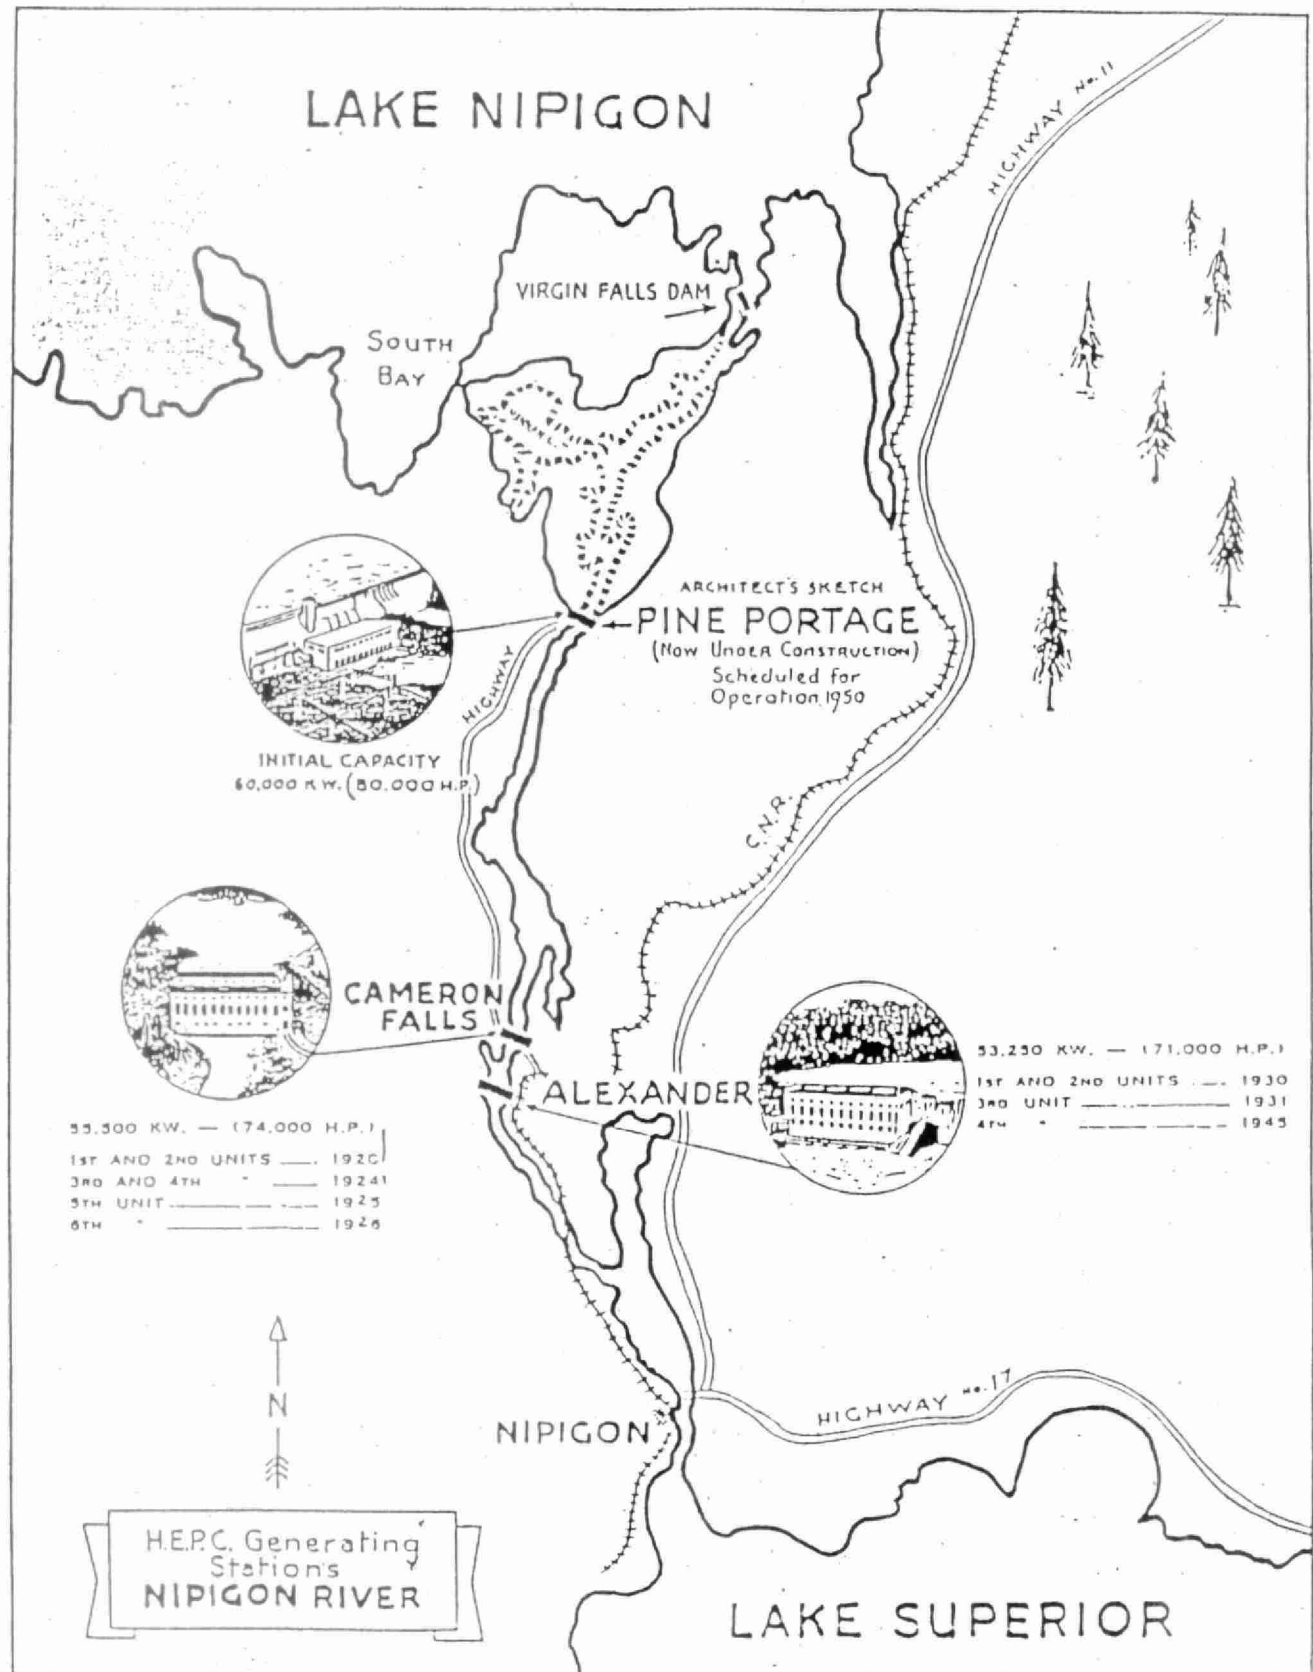 LAKE NIPIGON
HIGHWAY No. 11
VIRGIN FALLS DAM
SOUTH
BAY
ARCHITECT'S SKETCH
PINE PORTAGE
(NOW UNDER CONSTRUCTION)
Scheduled for
Operation 1950
HIGHWAY
INITIAL CAPACITY
60,000 KW. (80,000 H.P.)
C.N.R.
CAMERON
FALLS
ALEXANDER
53,250 KW. — (71,000 H.P.)
1ST AND 2ND UNITS — 1930
3RD UNIT — 1931
4TH " — 1945
55,500 KW. — (74,000 H.P.)
1ST AND 2ND UNITS — 1920
3RD AND 4TH " — 1924
5TH UNIT — 1925
6TH " — 1926
N
HIGHWAY No. 17
NIPIGON
H.E.P.C. Generating
Stations
NIPIGON RIVER
LAKE SUPERIOR